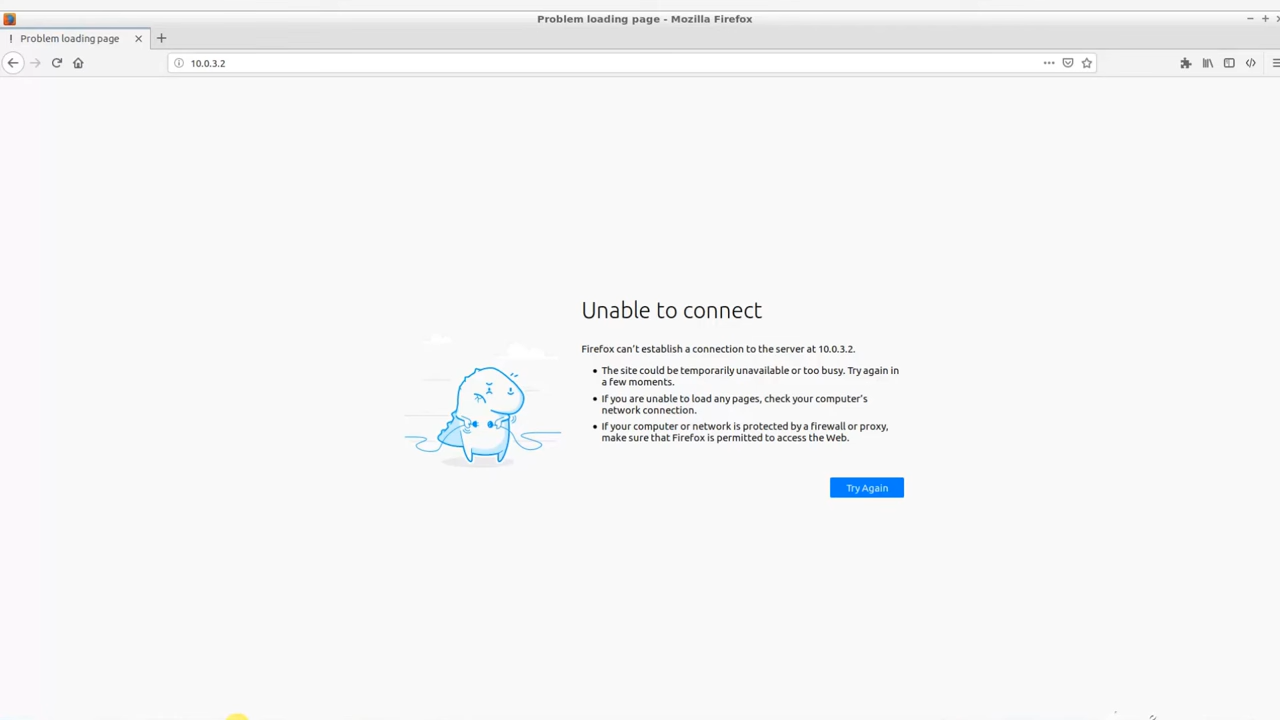 Problem loading page - Mozilla Firefox
Problem loading page
10.0.3.2
Unable to connect
Firefox can’t establish a connection to the server at 10.0.3.2.
The site could be temporarily unavailable or too busy. Try again in
a few moments.
If you are unable to load any pages, check your computer’s
network connection.
If your computer or network is protected by a firewall or proxy,
make sure that Firefox is permitted to access the Web.
Try Again